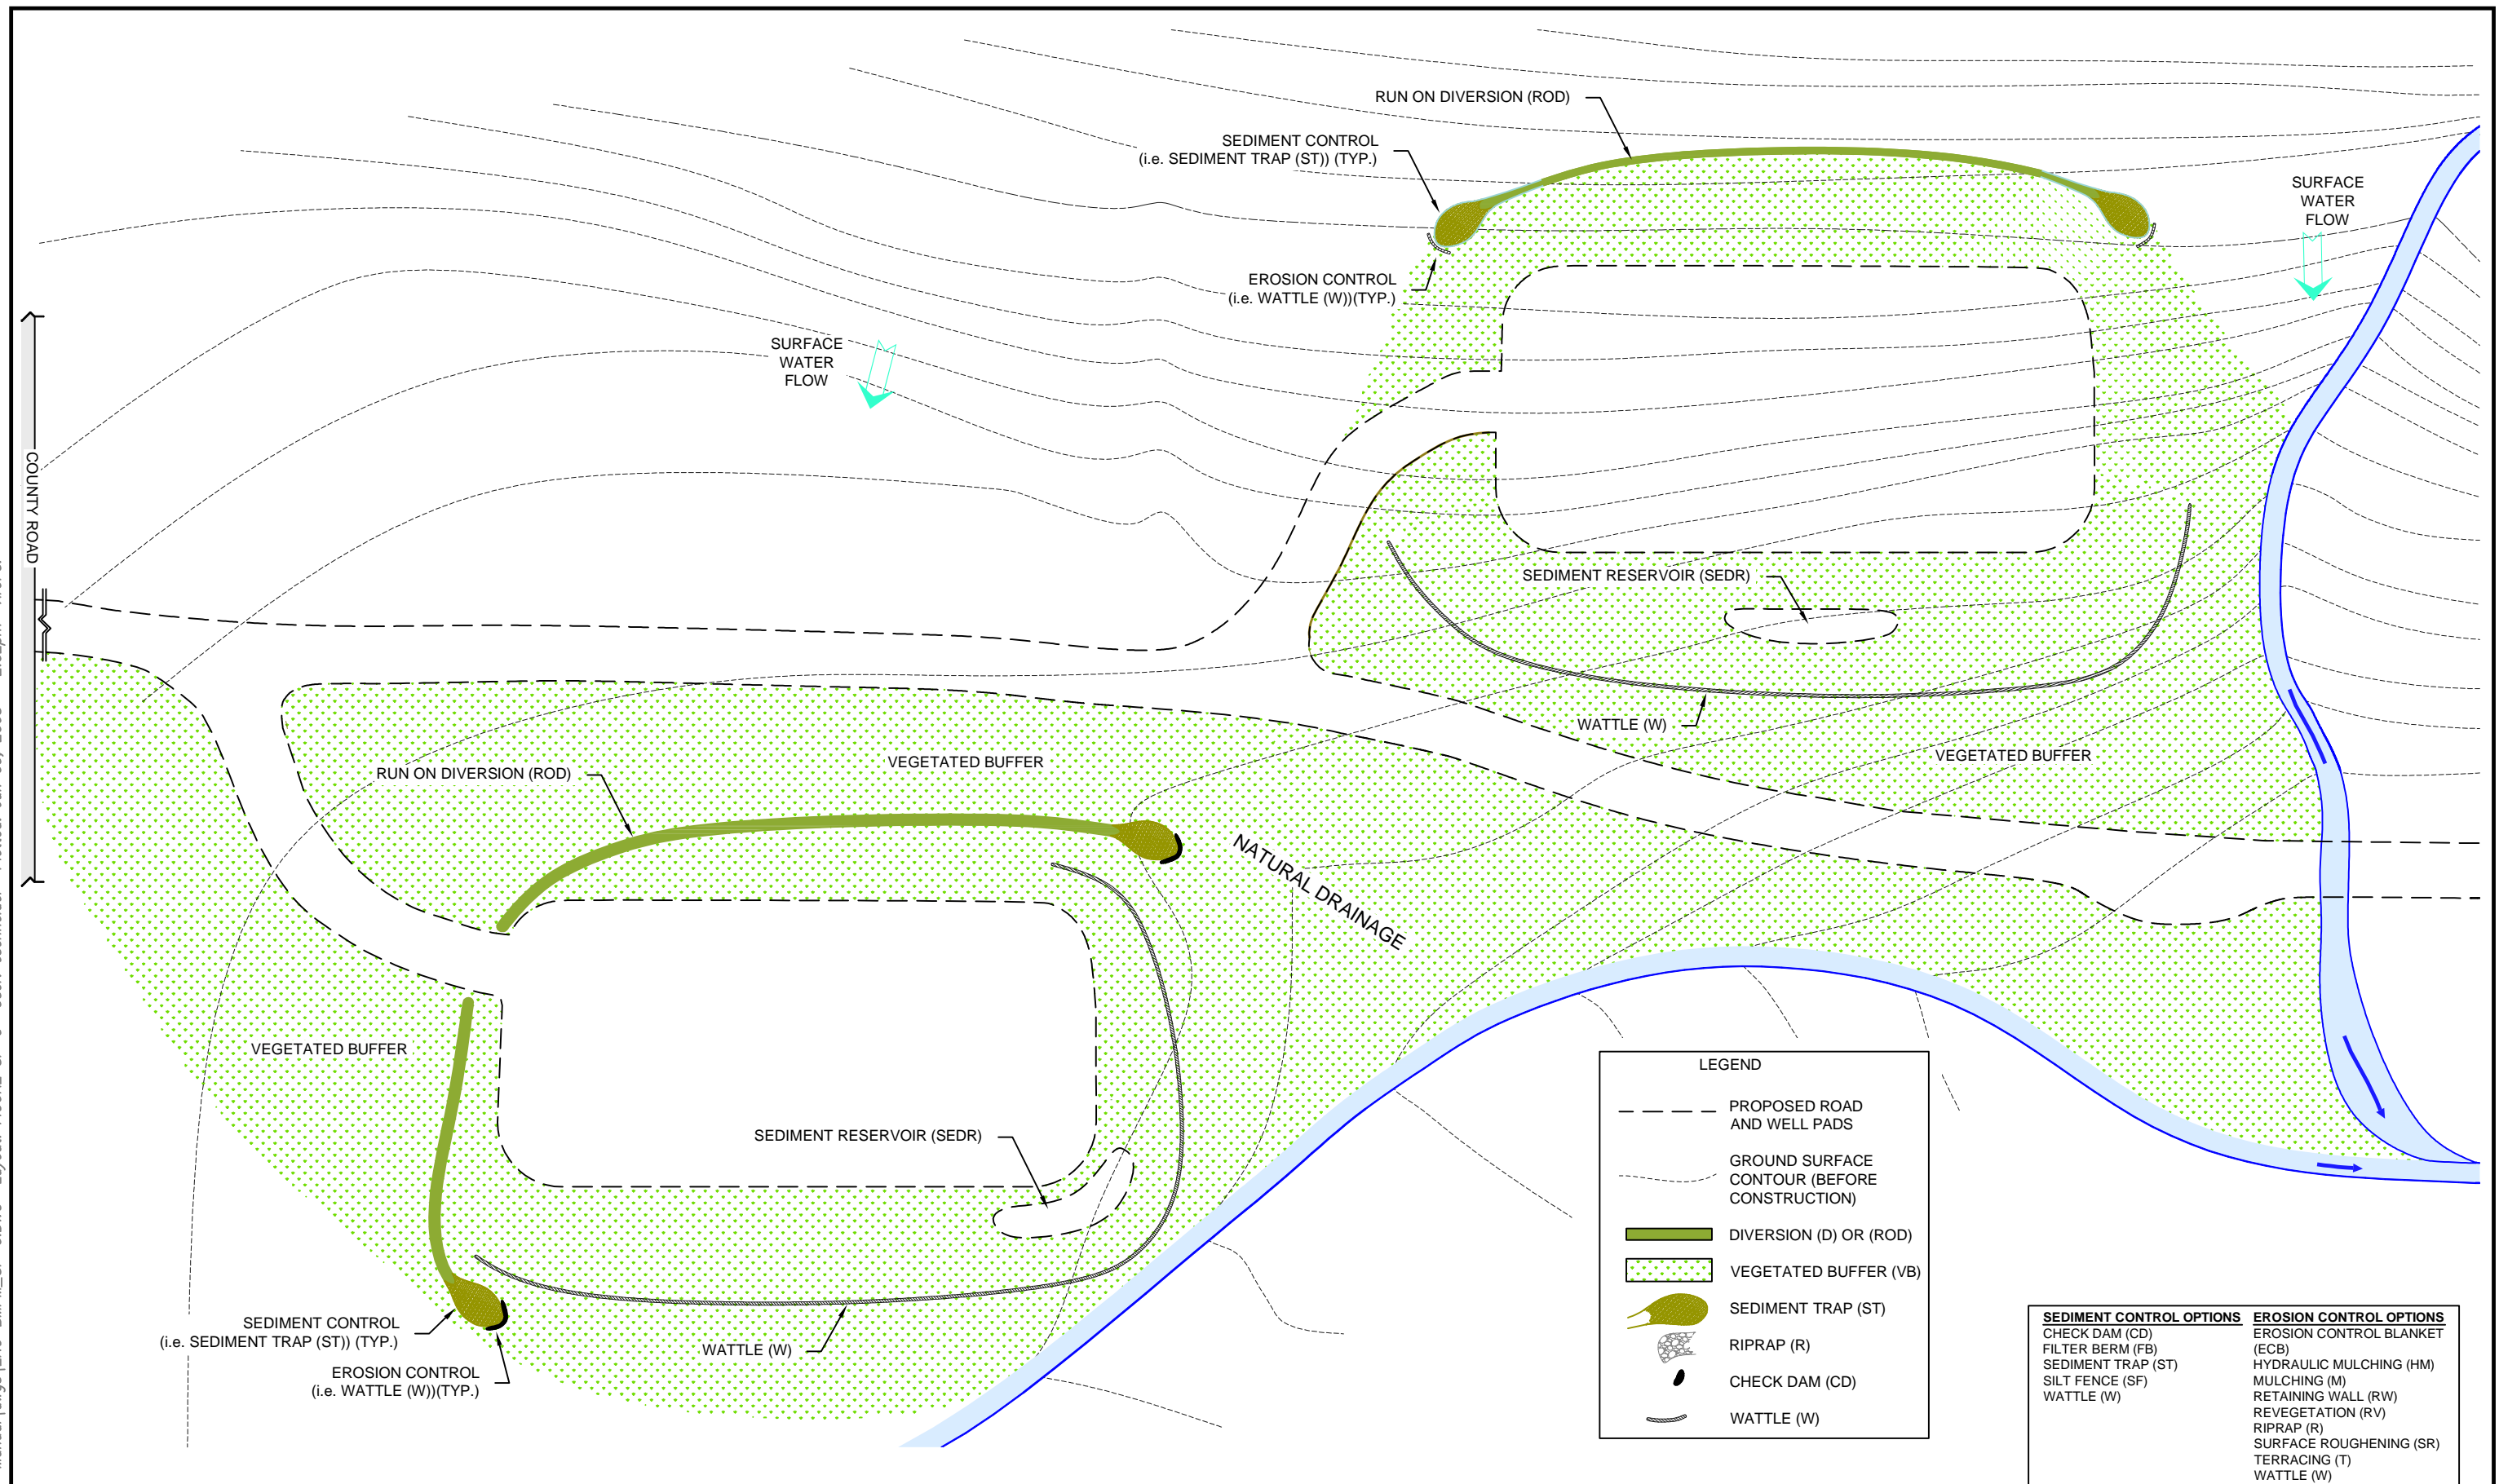 RUN ON DIVERSION (ROD)
SEDIMENT CONTROL
(i.e. SEDIMENT TRAP (ST)) (TYP.)
SURFACE
WATER
FLOW
EROSION CONTROL
(i.e. WATTLE (W))(TYP.)
SURFACE
WATER
FLOW
COUNTY ROAD
SEDIMENT RESERVOIR (SEDR)
WATTLE (W)
VEGETATED BUFFER
VEGETATED BUFFER
RUN ON DIVERSION (ROD)
NATURAL DRAINAGE
VEGETATED BUFFER
SEDIMENT RESERVOIR (SEDR)
SEDIMENT CONTROL
(i.e. SEDIMENT TRAP (ST)) (TYP.)
WATTLE (W)
EROSION CONTROL
(i.e. WATTLE (W))(TYP.)
LEGEND
PROPOSED ROAD
AND WELL PADS
GROUND SURFACE
CONTOUR (BEFORE
CONSTRUCTION)
DIVERSION (D) OR (ROD)
VEGETATED BUFFER (VB)
SEDIMENT TRAP (ST)
RIPRAP (R)
CHECK DAM (CD)
WATTLE (W)
SEDIMENT CONTROL OPTIONS
CHECK DAM (CD)
FILTER BERM (FB)
SEDIMENT TRAP (ST)
SILT FENCE (SF)
WATTLE (W)
EROSION CONTROL OPTIONS
EROSION CONTROL BLANKET
(ECB)
HYDRAULIC MULCHING (HM)
MULCHING (M)
RETAINING WALL (RW)
REVEGETATION (RV)
RIPRAP (R)
SURFACE ROUGHENING (SR)
TERRACING (T)
WATTLE (W)